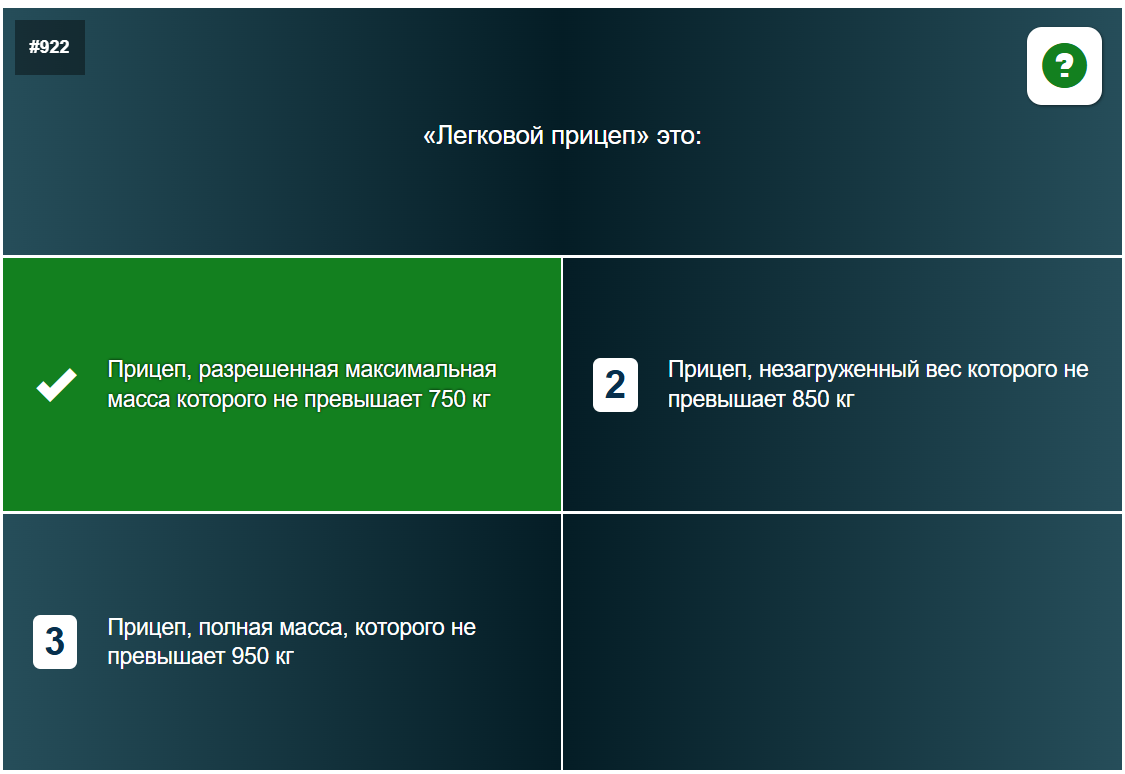 #922
?
«Легковой прицеп» это:
Прицеп, разрешенная максимальная
масса которого не превышает 750 кг
2
Прицеп, незагруженный вес которого не
превышает 850 кг
3
Прицеп, полная масса, которого не
превышает 950 кг